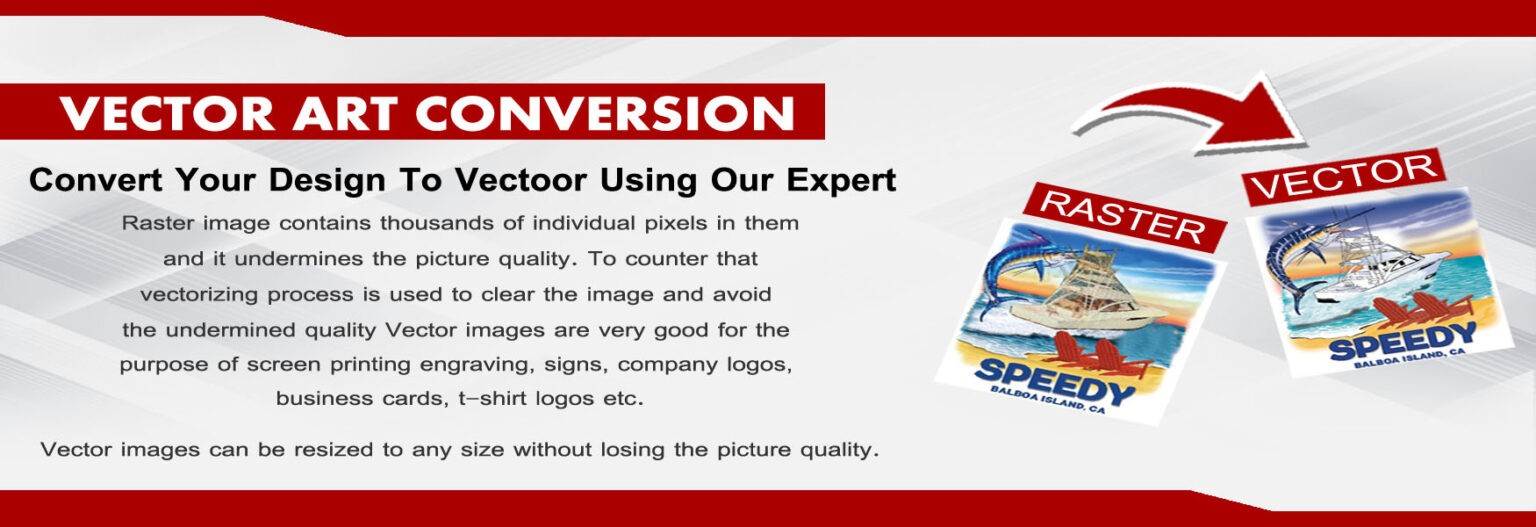 VECTOR ART CONVERSION
Convert Your Design To Vectoor Using Our Expert
Raster image contains thousands of individual pixels in them
and it undermines the picture quality. To counter that
vectorizing process is used to clear the image and avoid
the undermined quality Vector images are very good for the
purpose of screen printing engraving, signs, company logos,
business cards, t-shirt logos etc.
Vector images can be resized to any size without losing the picture quality.
RASTER
SPEEDY
BALBOA ISLAND, CA
VECTOR
SPEEDY
BALBOA ISLAND, CA